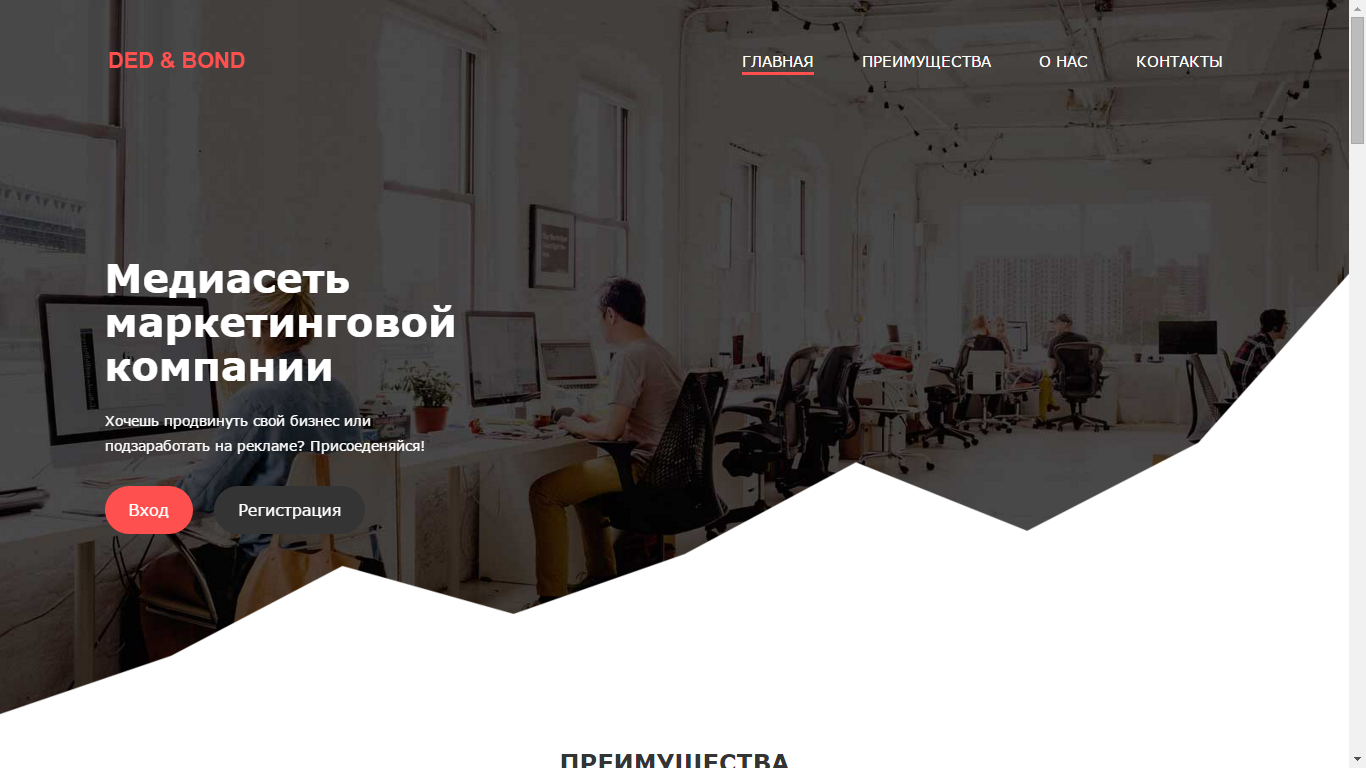 DED & BOND
ГЛАВНАЯ ПРЕИМУЩЕСТВА О НАС КОНТАКТЫ
Медиасеть
маркетинговой
компании
Хочешь продвинуть свой бизнес или
подзаработать на рекламе? Присоеденяйся!
Вход Регистрация
ПРЕИМУЩЕСТВА